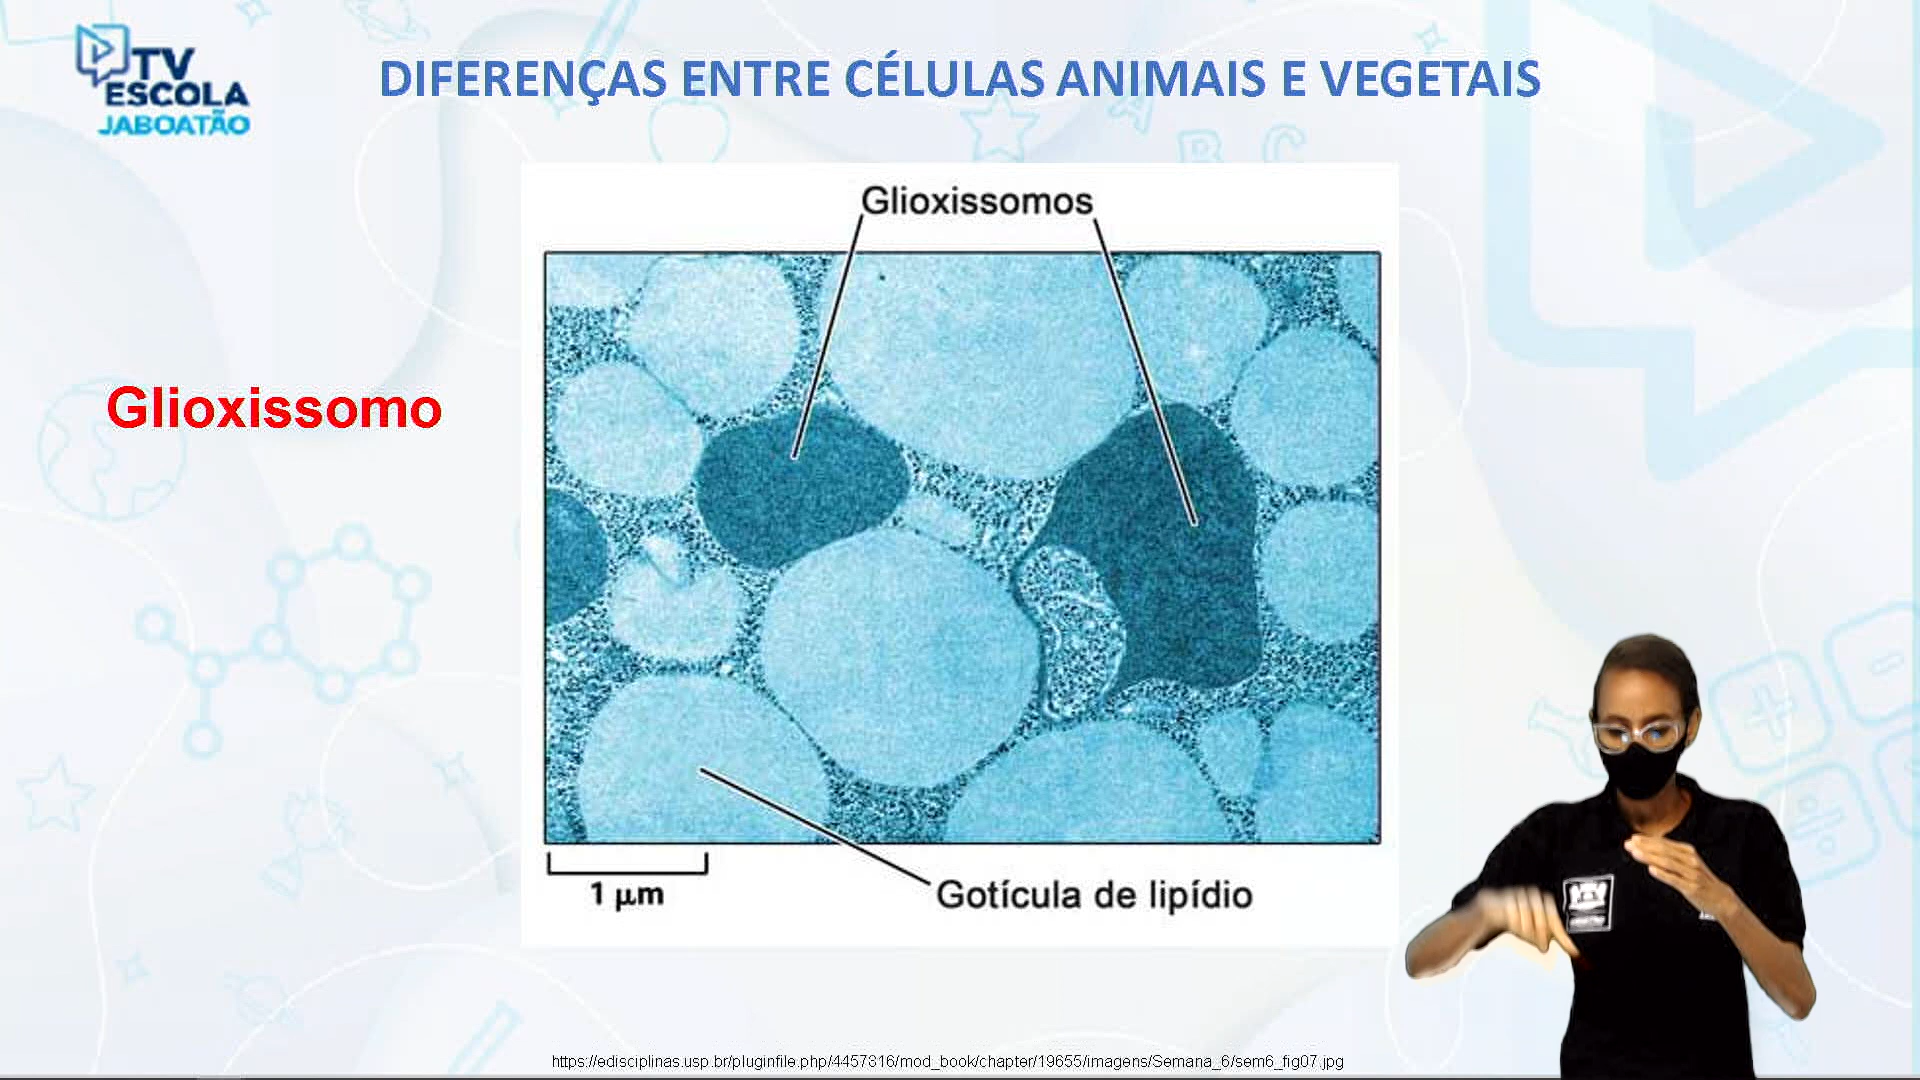 TV
ESCOLA
JABOATÃO
DIFERENÇAS ENTRE CÉLULAS ANIMAIS E VEGETAIS
Glioxissomos
Glioxissomo
1 µm
Gotícula de lipídio
https://edisciplinas.usp.br/pluginfile.php/4457816/mod_book/chapter/19655/imagens/Semana_6/sem6_fig07.jpg